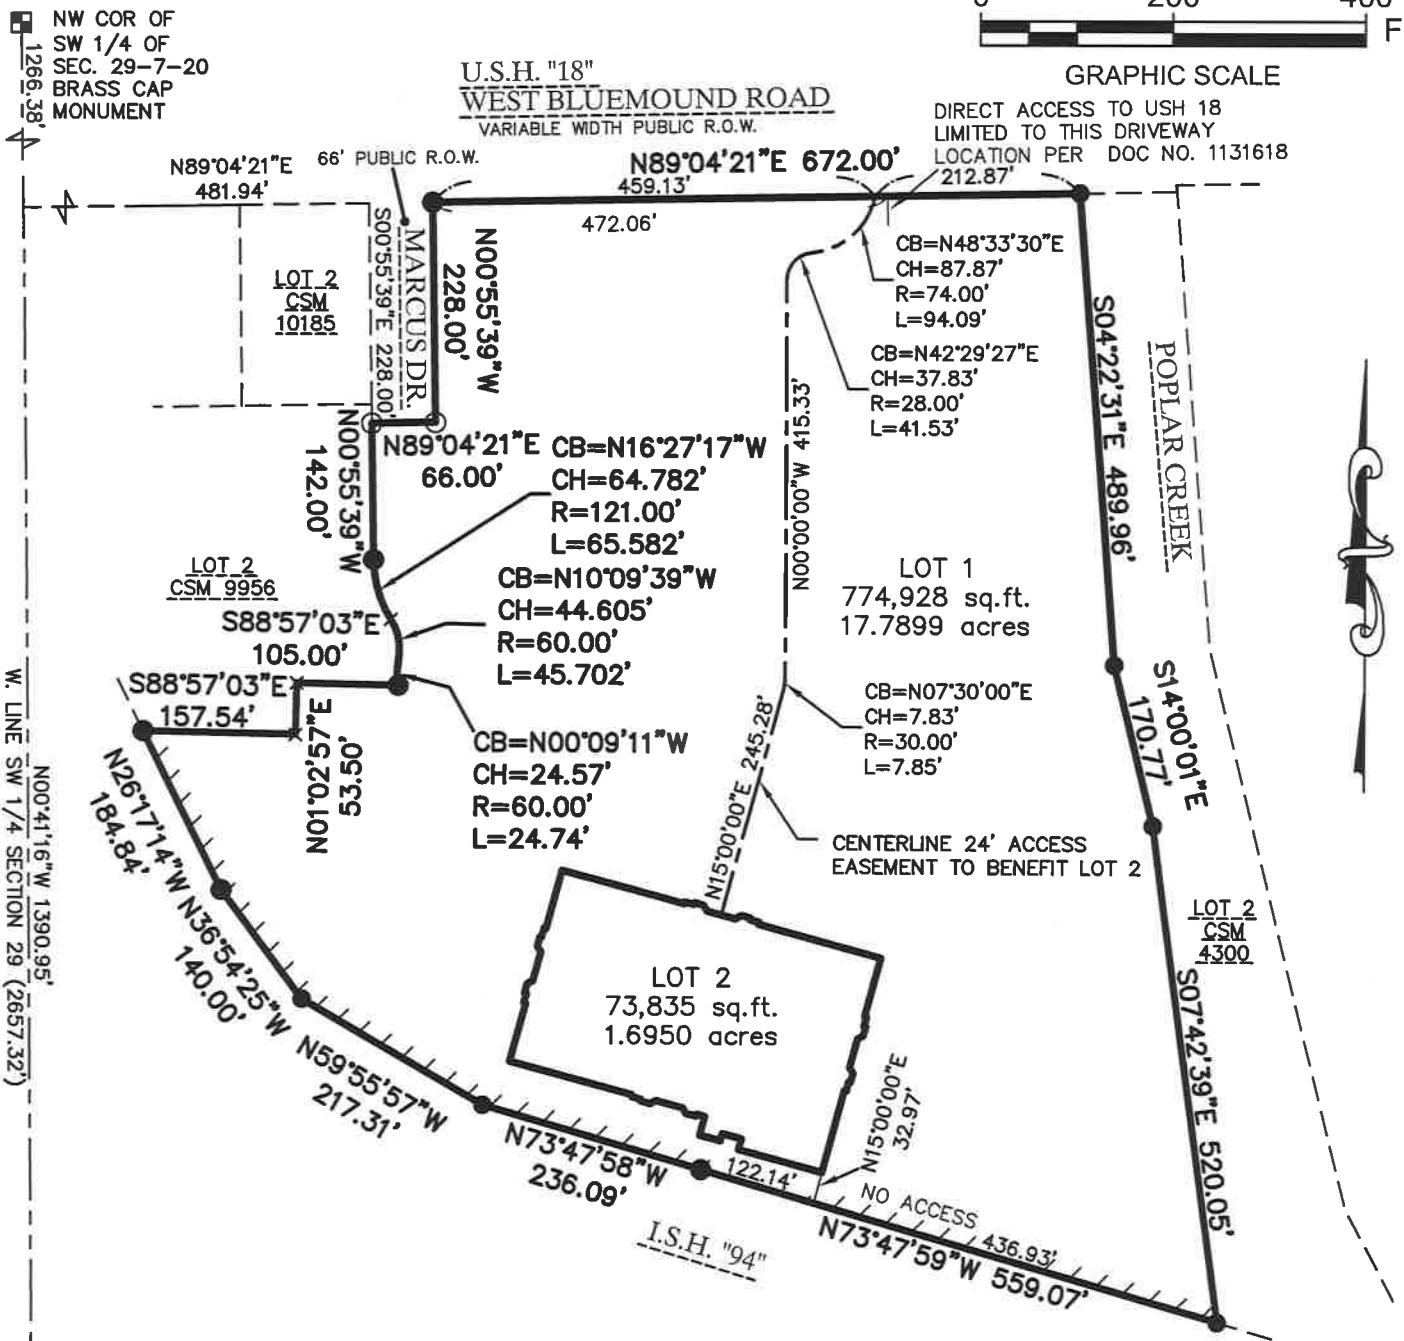 NW COR OF
SW 1/4 OF
SEC. 29-7-20
BRASS CAP
MONUMENT
1266.38'
U.S.H. "18"
WEST BLUEMOUND ROAD
VARIABLE WIDTH PUBLIC R.O.W.
0 200 400 F
GRAPHIC SCALE
DIRECT ACCESS TO USH 18
LIMITED TO THIS DRIVEWAY
LOCATION PER DOC NO. 1131618
212.87'
N89°04'21"E
481.94'
66' PUBLIC R.O.W.
N89°04'21"E 672.00'
459.13'
472.06'
LOT 2
CSM
10185
S00°55'39"E 228.00'
MARCUS DR.
N00°55'39"W
228.00'
CB=N48°33'30"E
CH=87.87'
R=74.00'
L=94.09'
CB=N42°29'27"E
CH=37.83'
R=28.00'
L=41.53'
S04°22'31"E 489.96'
POPLAR CREEK
N00°55'39"W
142.00'
N89°04'21"E
66.00'
CB=N16°27'17"W
CH=64.782'
R=121.00'
L=65.582'
N00°00'00"W 415.33'
LOT 2
CSM 9956
CB=N10°09'39"W
CH=44.605'
R=60.00'
L=45.702'
LOT 1
774,928 sq.ft.
17.7899 acres
S88°57'03"E
105.00'
S88°57'03"E
157.54'
N01°02'57"E
53.50'
CB=N00°09'11"W
CH=24.57'
R=60.00'
L=24.74'
CB=N07°30'00"E
CH=7.83'
R=30.00'
L=7.85'
S14°00'01"E
170.77'
N15°00'00"E 245.28'
CENTERLINE 24' ACCESS
EASEMENT TO BENEFIT LOT 2
W. LINE SW 1/4 SECTION 29 (2657.32')
N00°41'16"W 1390.95'
N26°17'14"W
184.84'
N36°54'25"W
140.00'
LOT 2
CSM
4300
LOT 2
73,835 sq.ft.
1.6950 acres
S07°42'39"E 520.05'
N59°55'57"W
217.31'
N15°00'00"E
32.97'
N73°47'58"W
236.09'
122.14'
NO ACCESS
436.93'
N73°47'59"W 559.07'
I.S.H. "94"